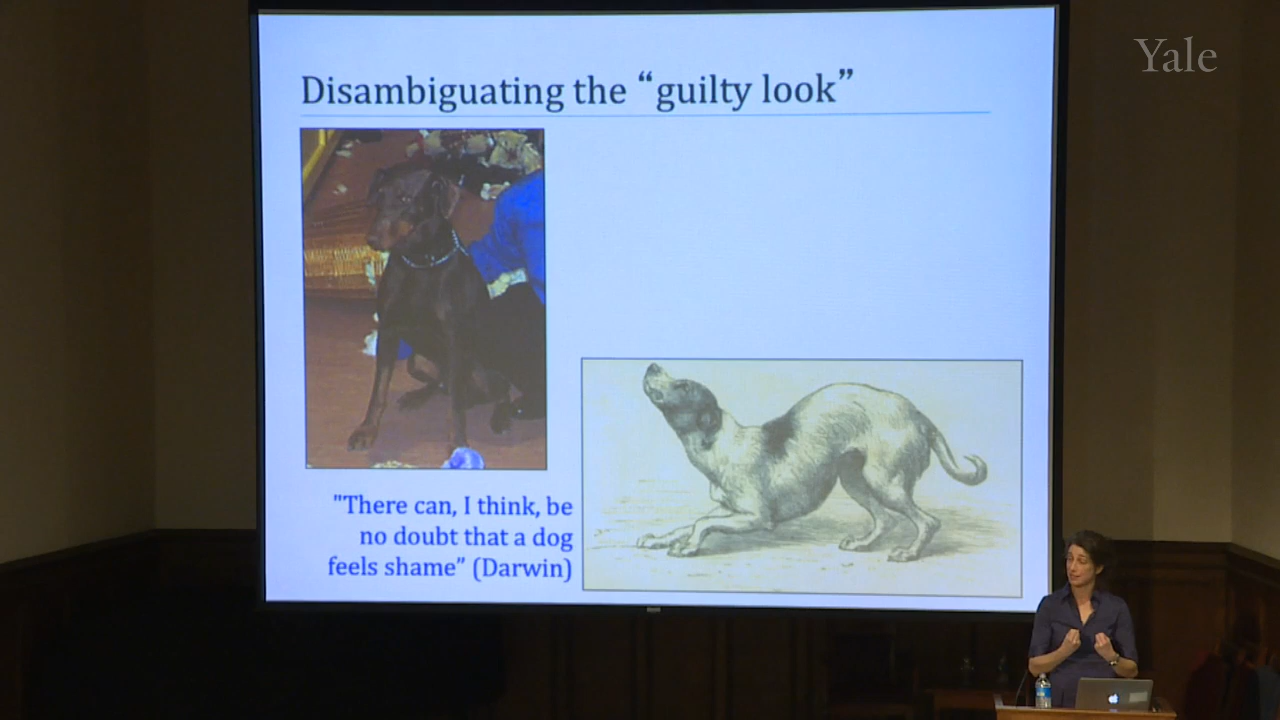 Yale
Disambiguating the “guilty look”
"There can, I think, be
no doubt that a dog
feels shame” (Darwin)